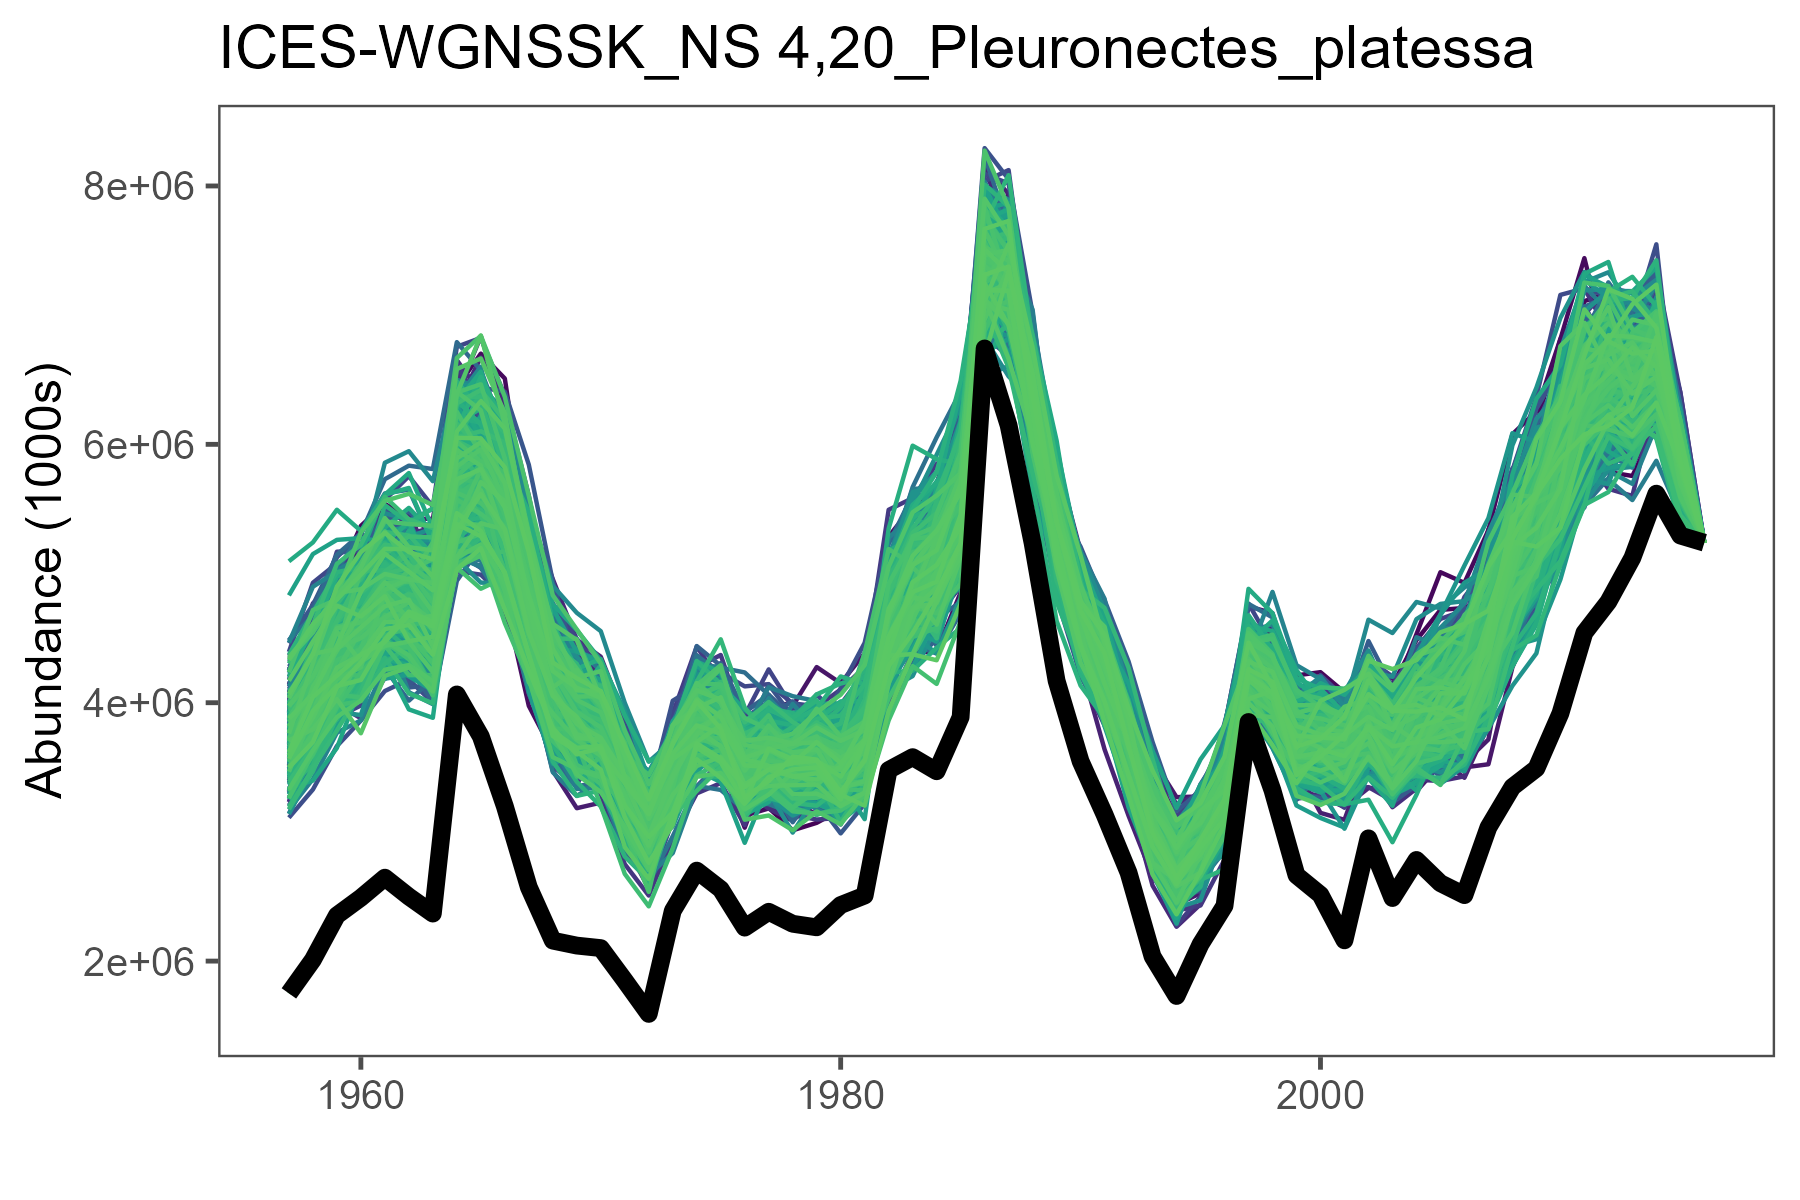 ICES-WGNSSK_NS 4,20_Pleuronectes_platessa
Abundance (1000s)
8e+06
6e+06
4e+06
2e+06
1960
1980
2000